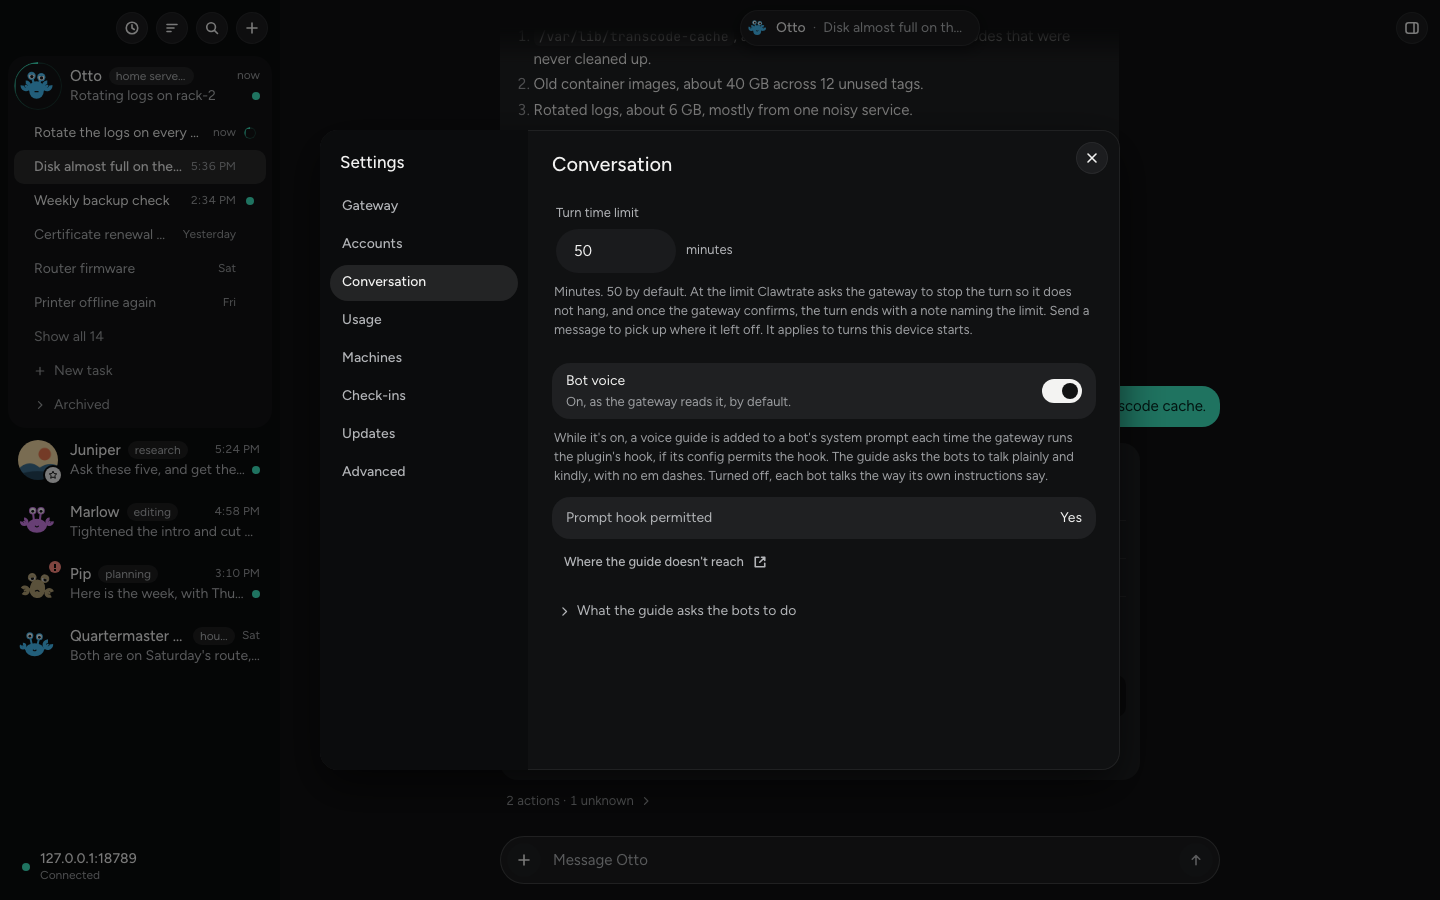 Otto · Disk almost full on th...
1. /var/lib/transcode-cache, des that were
never cleaned up.
2. Old container images, about 40 GB across 12 unused tags.
3. Rotated logs, about 6 GB, mostly from one noisy service.
Otto home serve... now
Rotating logs on rack-2
Rotate the logs on every ... now
Disk almost full on the... 5:36 PM
Weekly backup check 2:34 PM
Certificate renewal ... Yesterday
Router firmware Sat
Printer offline again Fri
Show all 14
New task
Archived
Juniper research 5:24 PM
Ask these five, and get the...
Marlow editing 4:58 PM
Tightened the intro and cut ...
Pip planning 3:10 PM
Here is the week, with Thu...
Quartermaster ... hou... Sat
Both are on Saturday's route,...
127.0.0.1:18789
Connected
Settings
Gateway
Accounts
Conversation
Usage
Machines
Check-ins
Updates
Advanced
Conversation
Turn time limit
50 minutes
Minutes. 50 by default. At the limit Clawtrate asks the gateway to stop the turn so it does
not hang, and once the gateway confirms, the turn ends with a note naming the limit. Send a
message to pick up where it left off. It applies to turns this device starts.
Bot voice
On, as the gateway reads it, by default.
While it's on, a voice guide is added to a bot's system prompt each time the gateway runs
the plugin's hook, if its config permits the hook. The guide asks the bots to talk plainly and
kindly, with no em dashes. Turned off, each bot talks the way its own instructions say.
Prompt hook permitted Yes
Where the guide doesn't reach
What the guide asks the bots to do
scode cache.
2 actions · 1 unknown
Message Otto